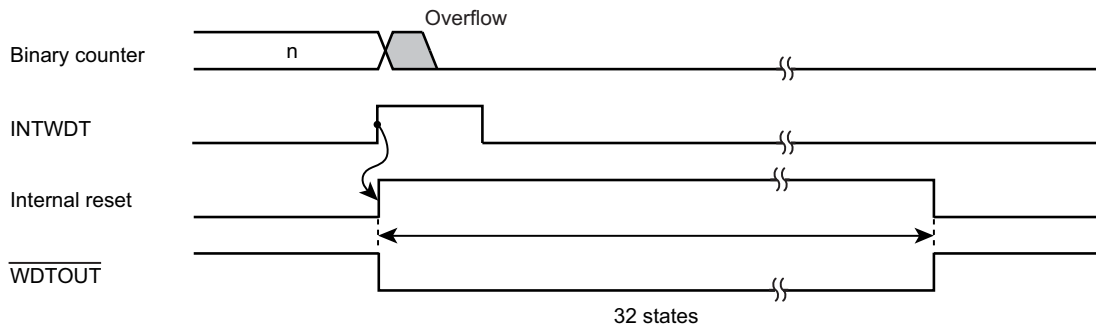 Overflow
Binary counter
n
INTWDT
Internal reset
WDTOUT
32 states